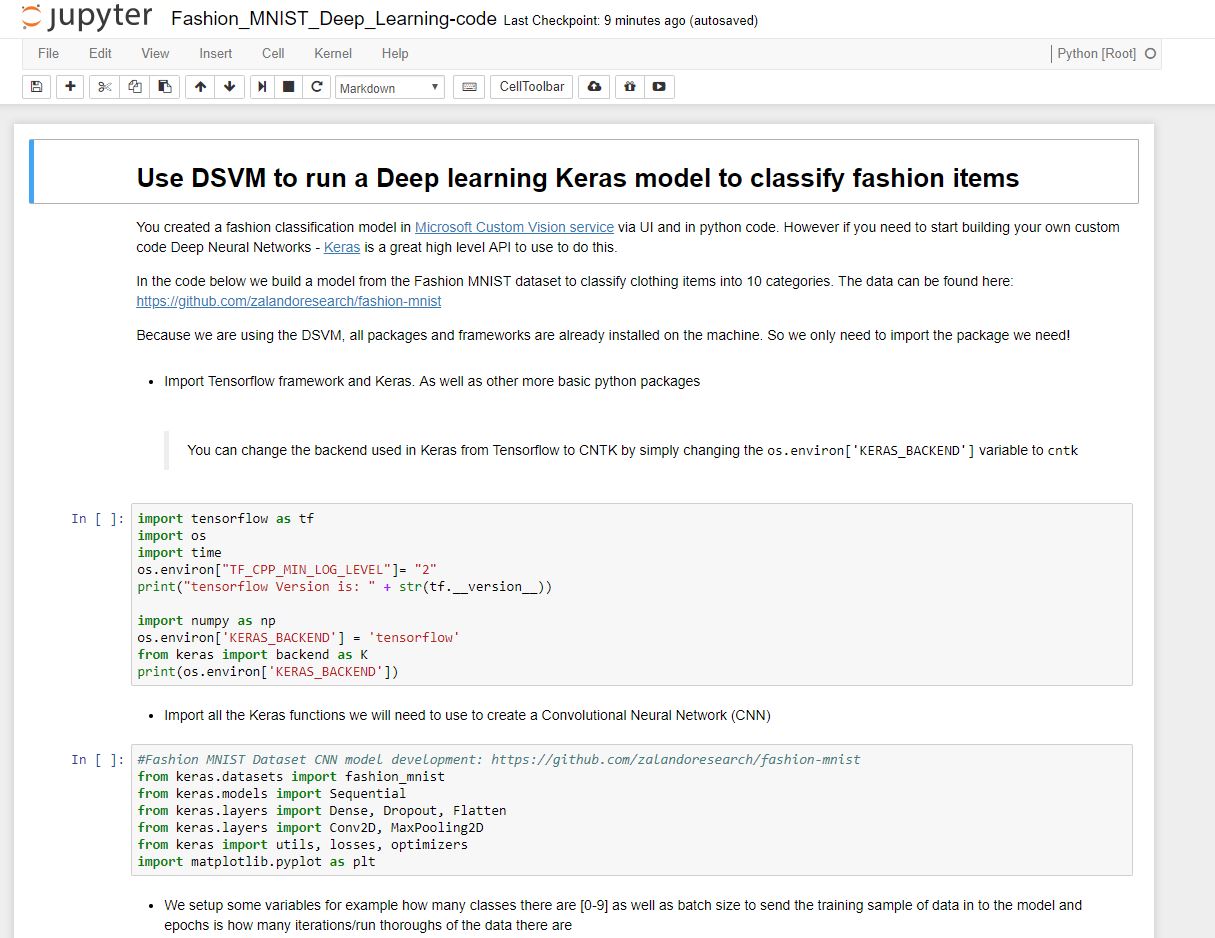 jupyter Fashion_MNIST_Deep_Learning-code Last Checkpoint: 9 minutes ago (autosaved)
File Edit View Insert Cell Kernel Help Python [Root]
Markdown CellToolbar
Use DSVM to run a Deep learning Keras model to classify fashion items
You created a fashion classification model in Microsoft Custom Vision service via UI and in python code. However if you need to start building your own custom
code Deep Neural Networks - Keras is a great high level API to use to do this.
In the code below we build a model from the Fashion MNIST dataset to classify clothing items into 10 categories. The data can be found here:
https://github.com/zalandoresearch/fashion-mnist
Because we are using the DSVM, all packages and frameworks are already installed on the machine. So we only need to import the package we need!
• Import Tensorflow framework and Keras. As well as other more basic python packages
You can change the backend used in Keras from Tensorflow to CNTK by simply changing the os.environ['KERAS_BACKEND'] variable to cntk
In [ ]: import tensorflow as tf
import os
import time
os.environ["TF_CPP_MIN_LOG_LEVEL"]= "2"
print("tensorflow Version is: " + str(tf.__version__))
import numpy as np
os.environ['KERAS_BACKEND'] = 'tensorflow'
from keras import backend as K
print(os.environ['KERAS_BACKEND'])
• Import all the Keras functions we will need to use to create a Convolutional Neural Network (CNN)
In [ ]: #Fashion MNIST Dataset CNN model development: https://github.com/zalandoresearch/fashion-mnist
from keras.datasets import fashion_mnist
from keras.models import Sequential
from keras.layers import Dense, Dropout, Flatten
from keras.layers import Conv2D, MaxPooling2D
from keras import utils, losses, optimizers
import matplotlib.pyplot as plt
• We setup some variables for example how many classes there are [0-9] as well as batch size to send the training sample of data in to the model and
epochs is how many iterations/run thoroughs of the data there are